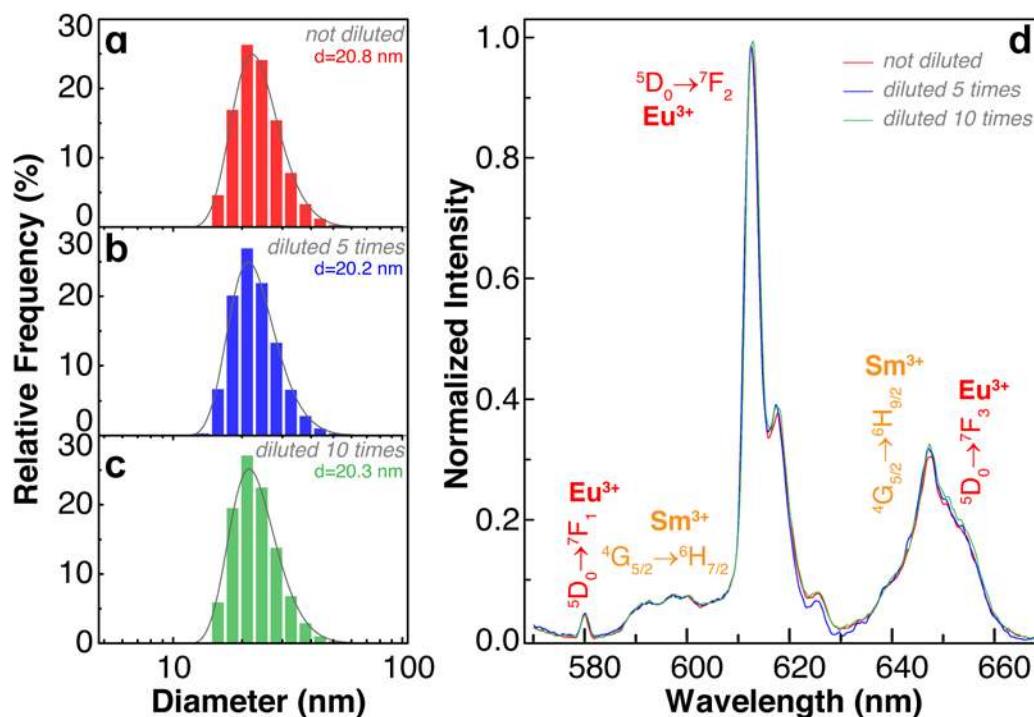 a
not diluted
d=20.8 nm
30
20
10
0
b
diluted 5 times
d=20.2 nm
30
20
10
0
c
diluted 10 times
d=20.3 nm
30
20
10
0
10
100
Relative Frequency (%)
Diameter (nm)
d
not diluted
diluted 5 times
diluted 10 times
⁵D₀→⁷F₂
Eu³⁺
Sm³⁺
⁴G₅/₂→⁶H₉/₂
Eu³⁺
⁵D₀→⁷F₃
Eu³⁺
⁵D₀→⁷F₁
Sm³⁺
⁴G₅/₂→⁶H₇/₂
1.0
0.8
0.6
0.4
0.2
0.0
580
600
620
640
660
Normalized Intensity
Wavelength (nm)